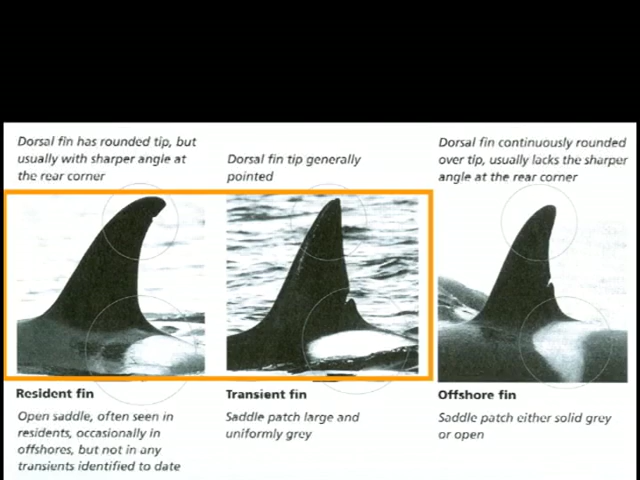 Dorsal fin has rounded tip, but
usually with sharper angle at
the rear corner
Dorsal fin tip generally
pointed
Dorsal fin continuously rounded
over tip, usually lacks the sharper
angle at the rear corner
Resident fin
Open saddle, often seen in
residents, occasionally in
offshores, but not in any
transients identified to date
Transient fin
Saddle patch large and
uniformly grey
Offshore fin
Saddle patch either solid grey
or open